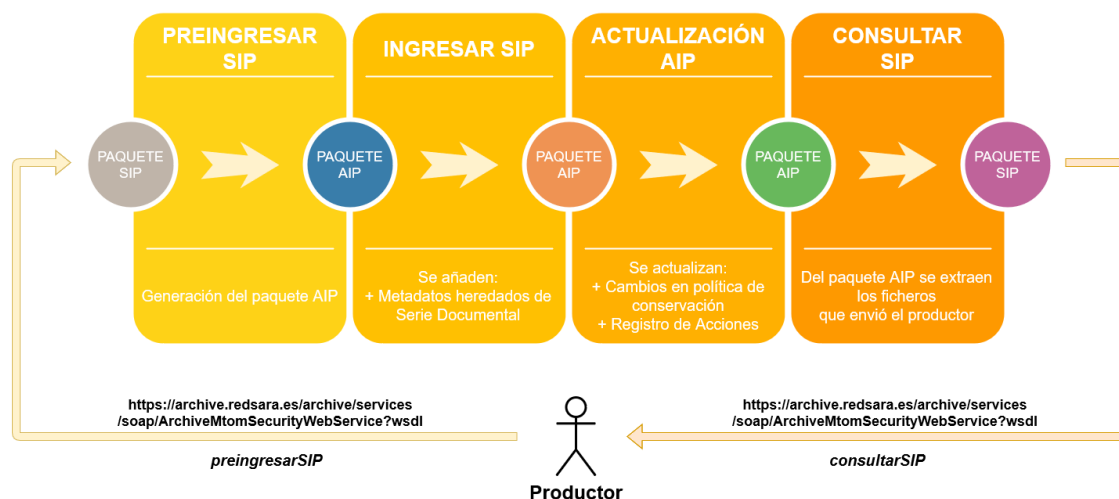 PREINGRESAR
SIP
INGRESAR SIP
ACTUALIZACIÓN
AIP
CONSULTAR
SIP
PAQUETE
SIP
PAQUETE
AIP
PAQUETE
AIP
PAQUETE
AIP
PAQUETE
SIP
Generación del paquete AIP
Se añaden:
+ Metadatos heredados de
Serie Documental
Se actualizan:
+ Cambios en política de
conservación
+ Registro de Acciones
Del paquete AIP se extraen
los ficheros
que envió el productor
https://archive.redsara.es/archive/services
/soap/ArchiveMtomSecurityWebService?wsdl
preingresarSIP
https://archive.redsara.es/archive/services
/soap/ArchiveMtomSecurityWebService?wsdl
consultarSIP
Productor